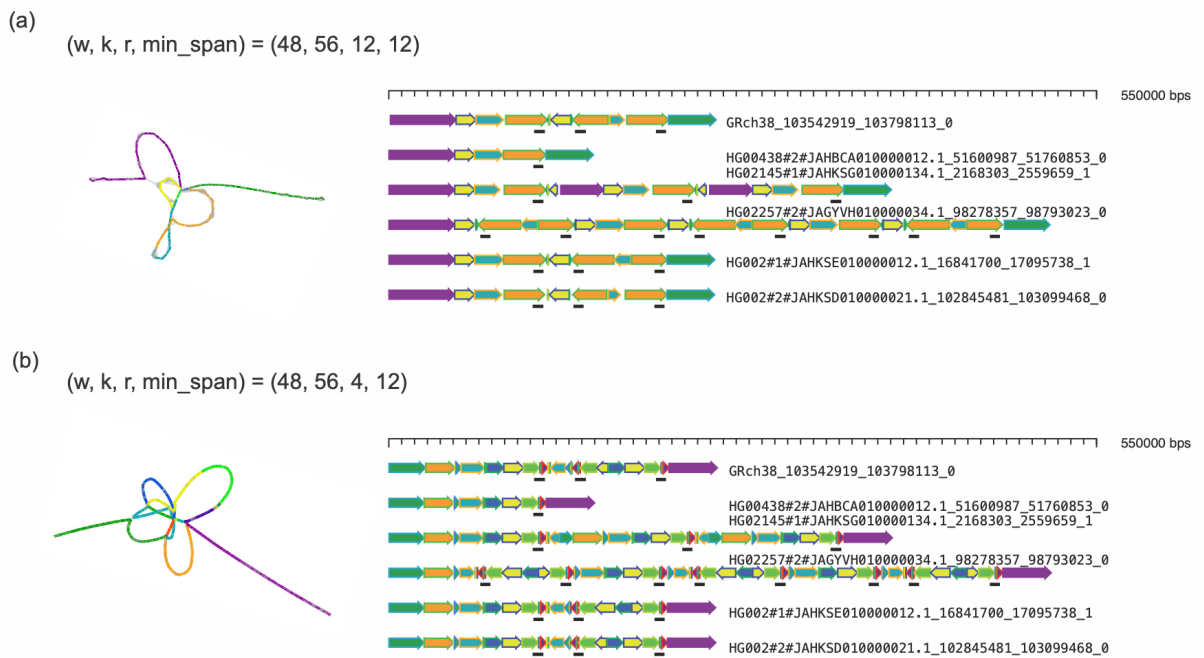 (a)
(w, k, r, min_span) = (48, 56, 12, 12)
550000 bps
GRch38_103542919_103798113_0
HG00438#2#JAHBCA010000012.1_51600987_51760853_0
HG02145#1#JAHKSG010000134.1_2168303_2559659_1
HG02257#2#JAGYVH010000034.1_98278357_98793023_0
HG002#1#JAHKSE010000012.1_16841700_17095738_1
HG002#2#JAHKSD010000021.1_102845481_103099468_0
(b)
(w, k, r, min_span) = (48, 56, 4, 12)
550000 bps
GRch38_103542919_103798113_0
HG00438#2#JAHBCA010000012.1_51600987_51760853_0
HG02145#1#JAHKSG010000134.1_2168303_2559659_1
HG02257#2#JAGYVH010000034.1_98278357_98793023_0
HG002#1#JAHKSE010000012.1_16841700_17095738_1
HG002#2#JAHKSD010000021.1_102845481_103099468_0